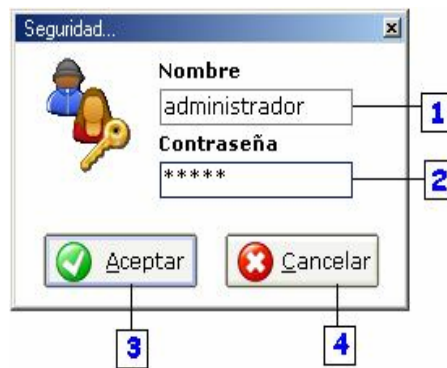 Seguridad...
Nombre
administrador
1
Contraseña
*****
2
Aceptar
Cancelar
3
4